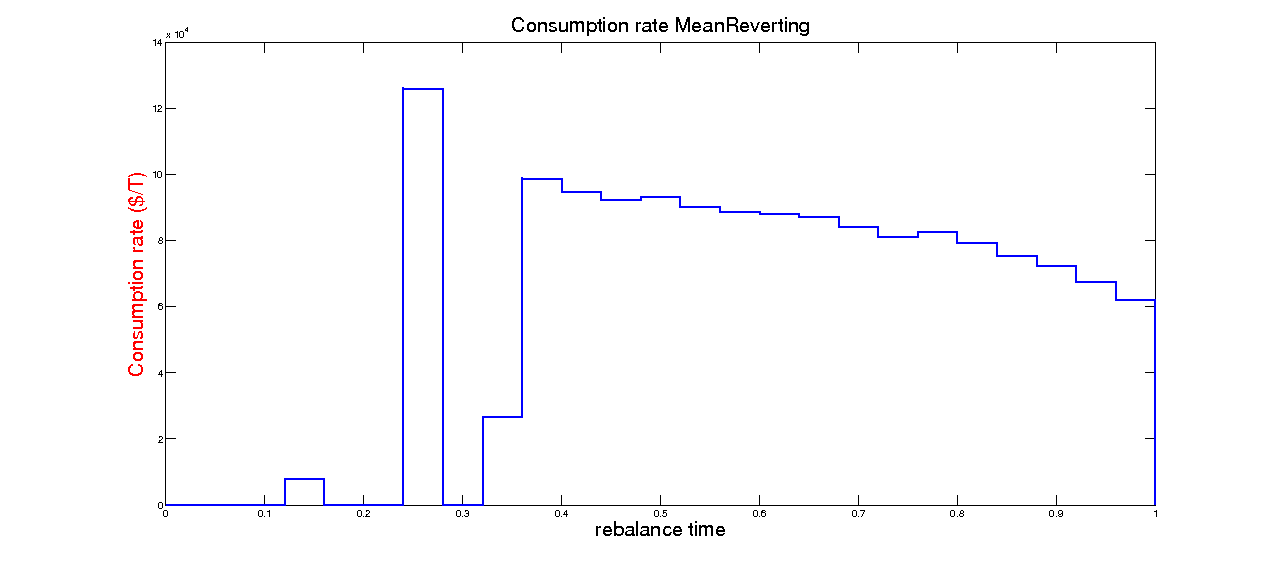 Consumption rate MeanReverting
x 10^4
14
12
10
8
6
4
2
0
Consumption rate ($/T)
0 0.1 0.2 0.3 0.4 0.5 0.6 0.7 0.8 0.9 1
rebalance time